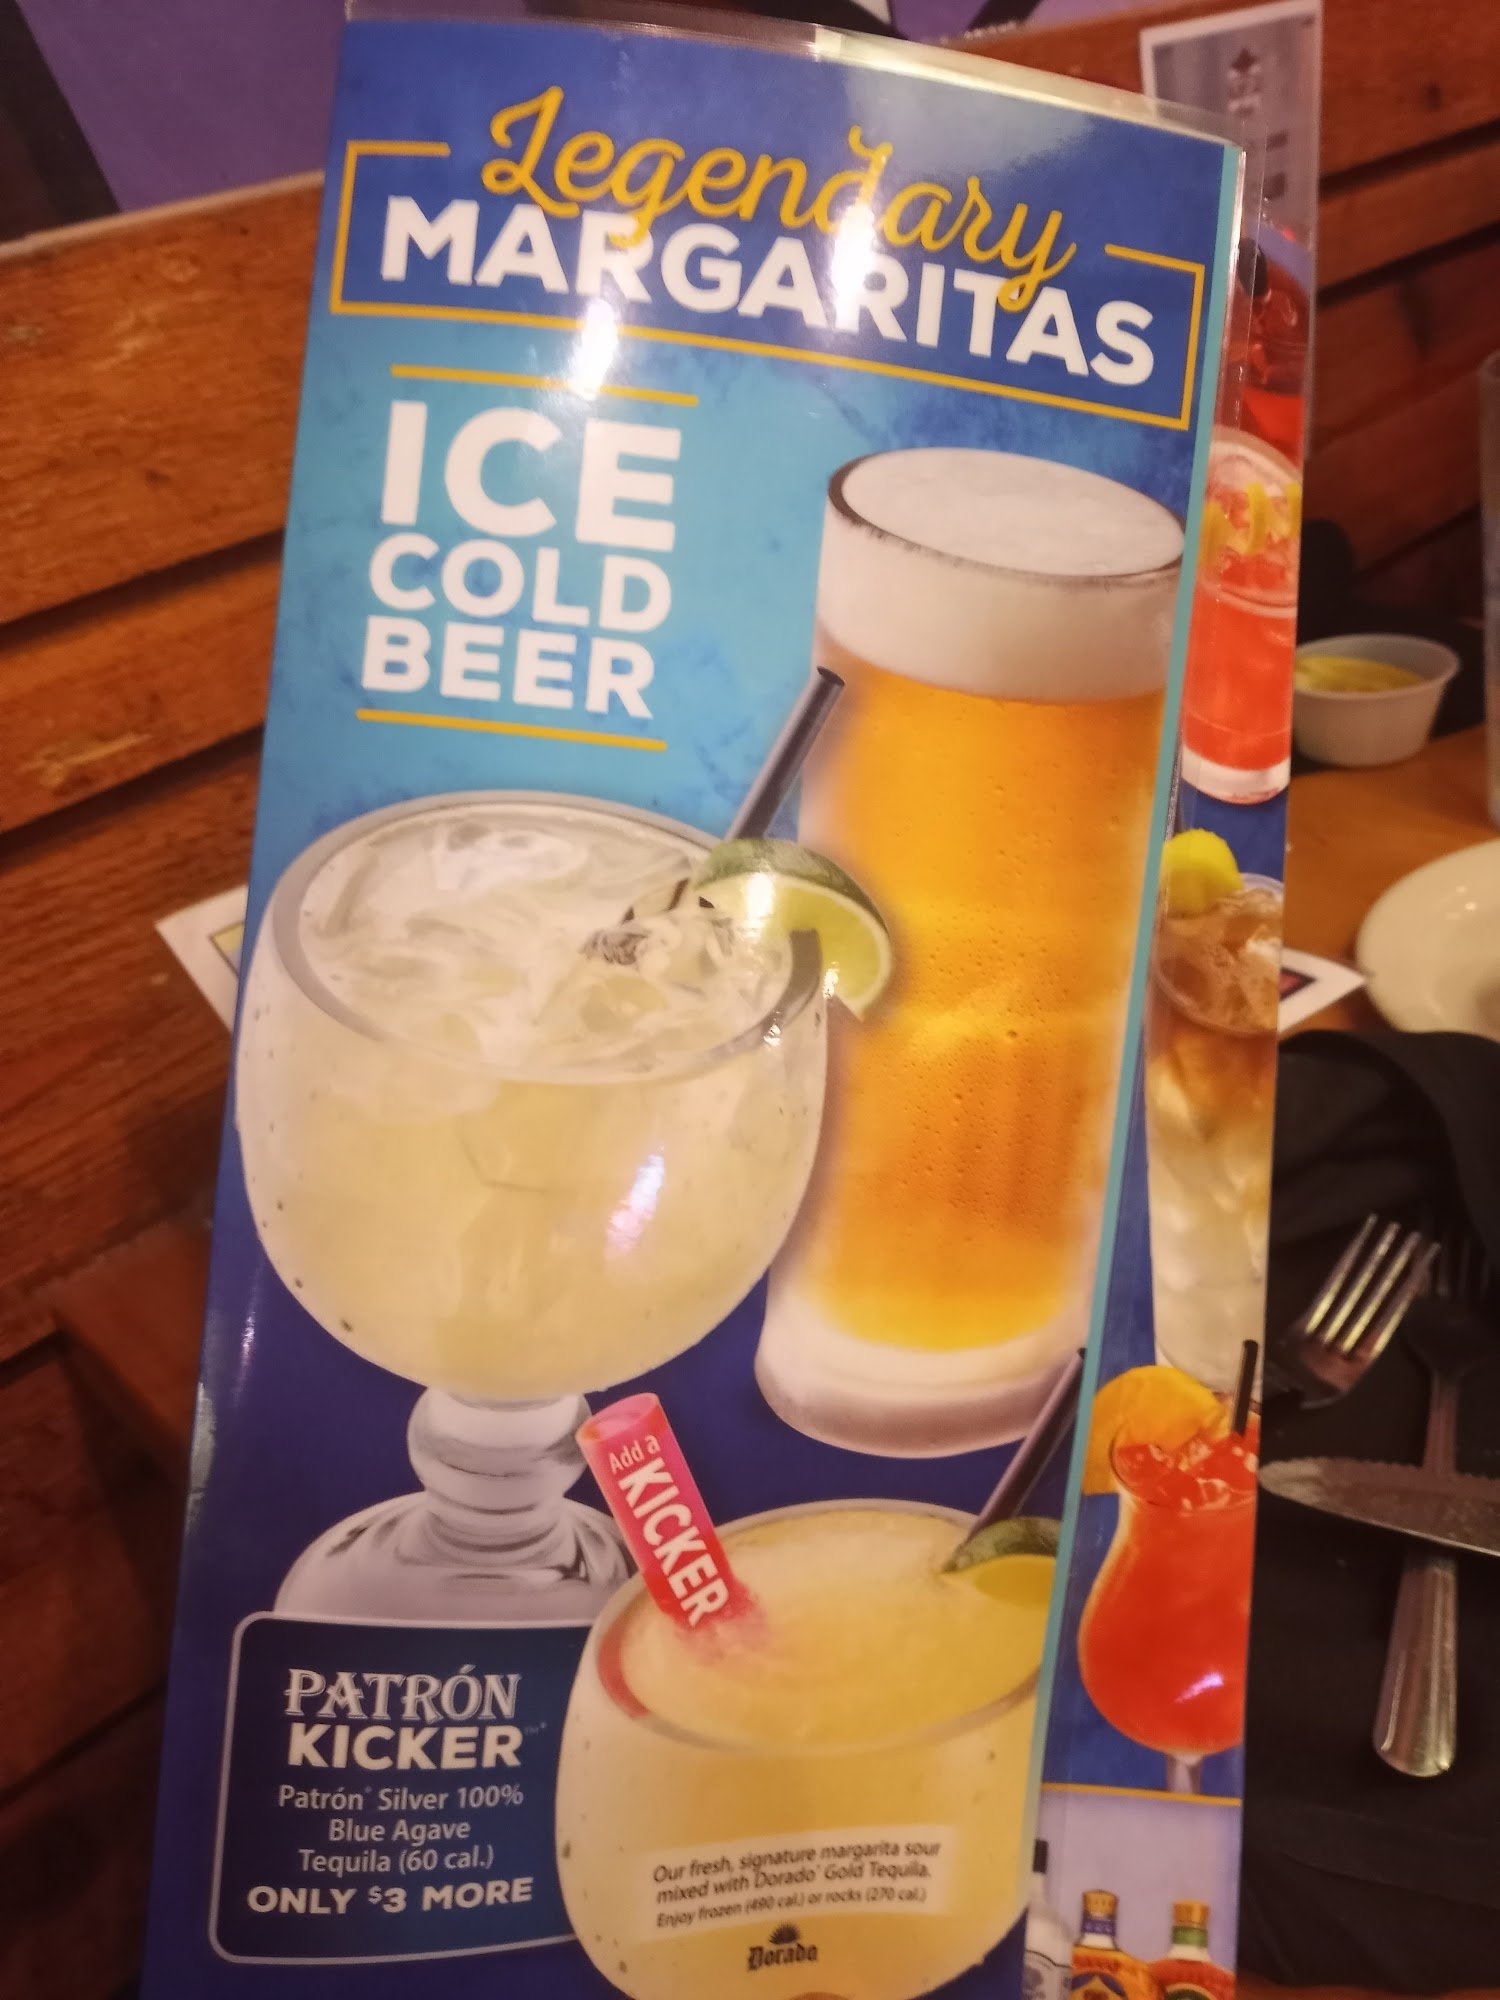 Legendary
MARGARITAS
ICE
COLD
BEER
Add a
KICKER
PATRÓN
KICKER™
Patrón® Silver 100%
Blue Agave
Tequila (60 cal.)
ONLY $3 MORE
Our fresh, signature margarita sour
mixed with Dorado® Gold Tequila.
Enjoy frozen (490 cal.) or rocks (270 cal.)
Dorado